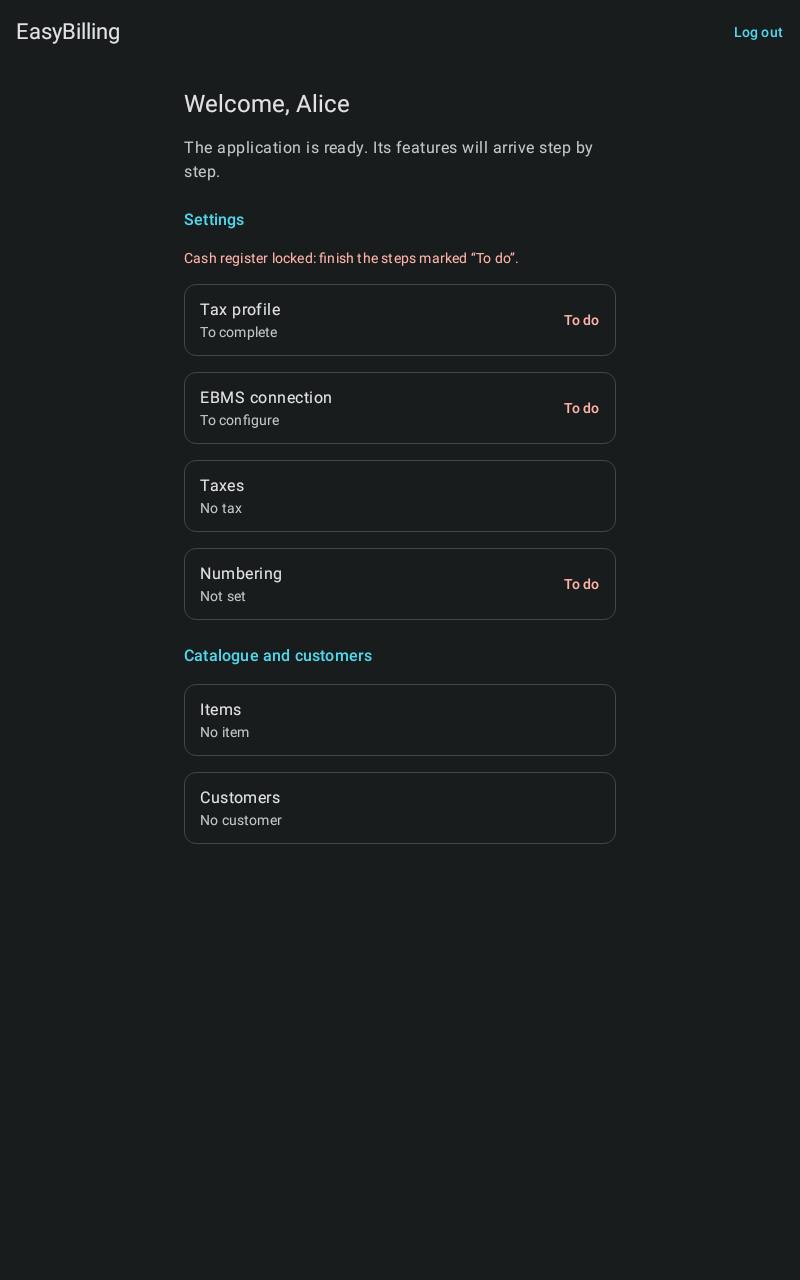 EasyBilling
Log out
Welcome, Alice
The application is ready. Its features will arrive step by
step.
Settings
Cash register locked: finish the steps marked “To do”.
Tax profile
To complete
To do
EBMS connection
To configure
To do
Taxes
No tax
Numbering
Not set
To do
Catalogue and customers
Items
No item
Customers
No customer